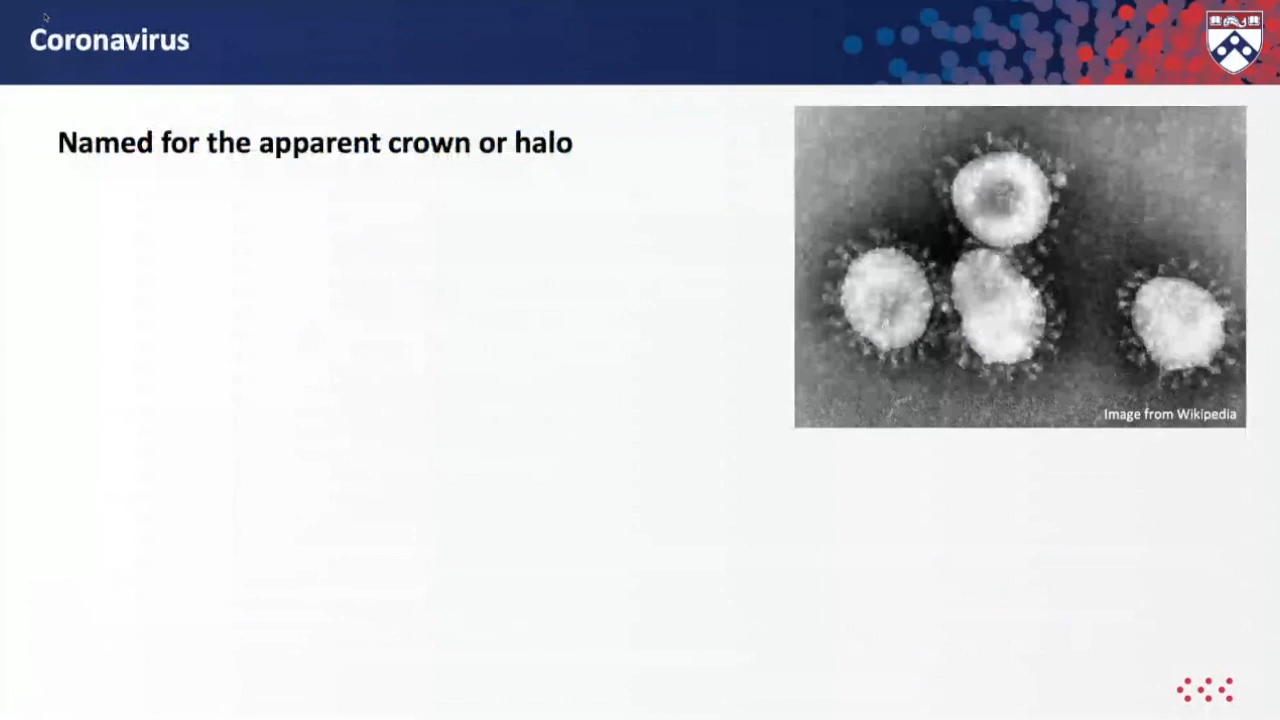 Coronavirus
Named for the apparent crown or halo
Image from Wikipedia